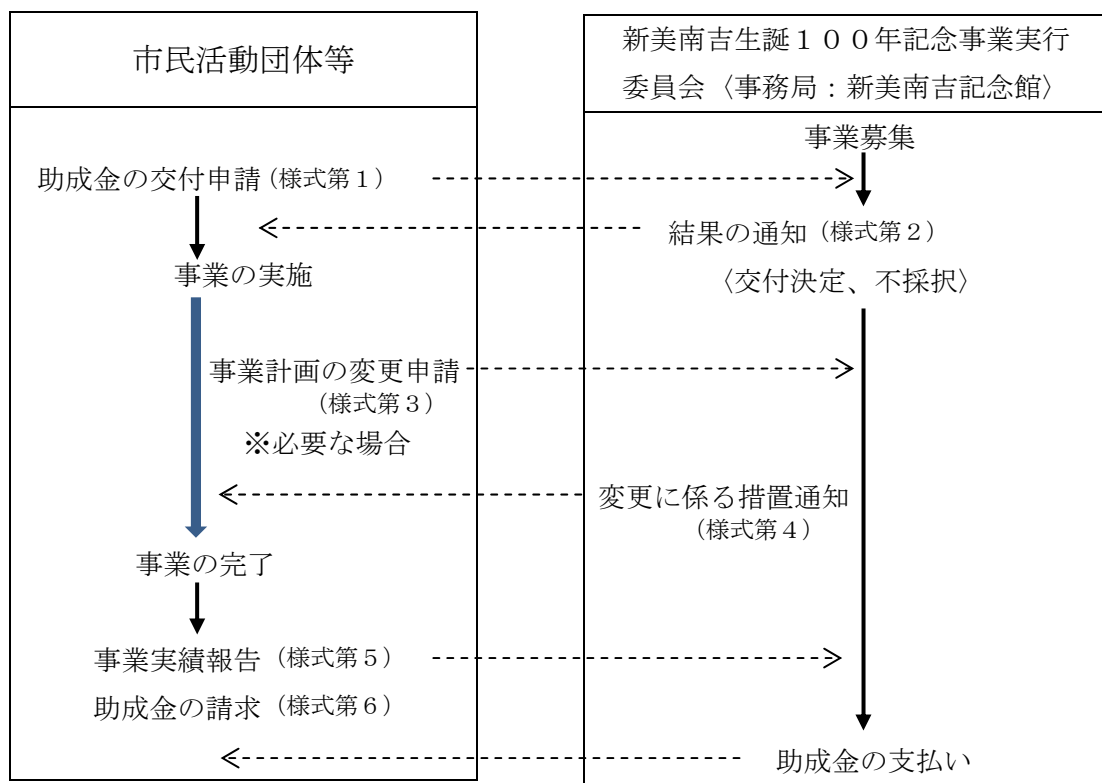 市民活動団体等
新美南吉生誕１００年記念事業実行
委員会〈事務局：新美南吉記念館〉
事業募集
助成金の交付申請（様式第１）
結果の通知（様式第２）
事業の実施
〈交付決定、不採択〉
事業計画の変更申請
（様式第３）
※必要な場合
変更に係る措置通知
（様式第４）
事業の完了
事業実績報告（様式第５）
助成金の請求（様式第６）
助成金の支払い